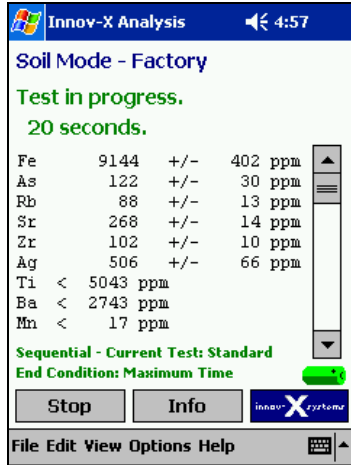 Innov-X Analysis 4:57
Soil Mode - Factory
Test in progress.
20 seconds.
Fe 9144 +/- 402 ppm
As 122 +/- 30 ppm
Rb 88 +/- 13 ppm
Sr 268 +/- 14 ppm
Zr 102 +/- 10 ppm
Ag 506 +/- 66 ppm
Ti < 5043 ppm
Ba < 2743 ppm
Mn < 17 ppm
Sequential - Current Test: Standard
End Condition: Maximum Time
Stop Info innov-X systems
File Edit View Options Help